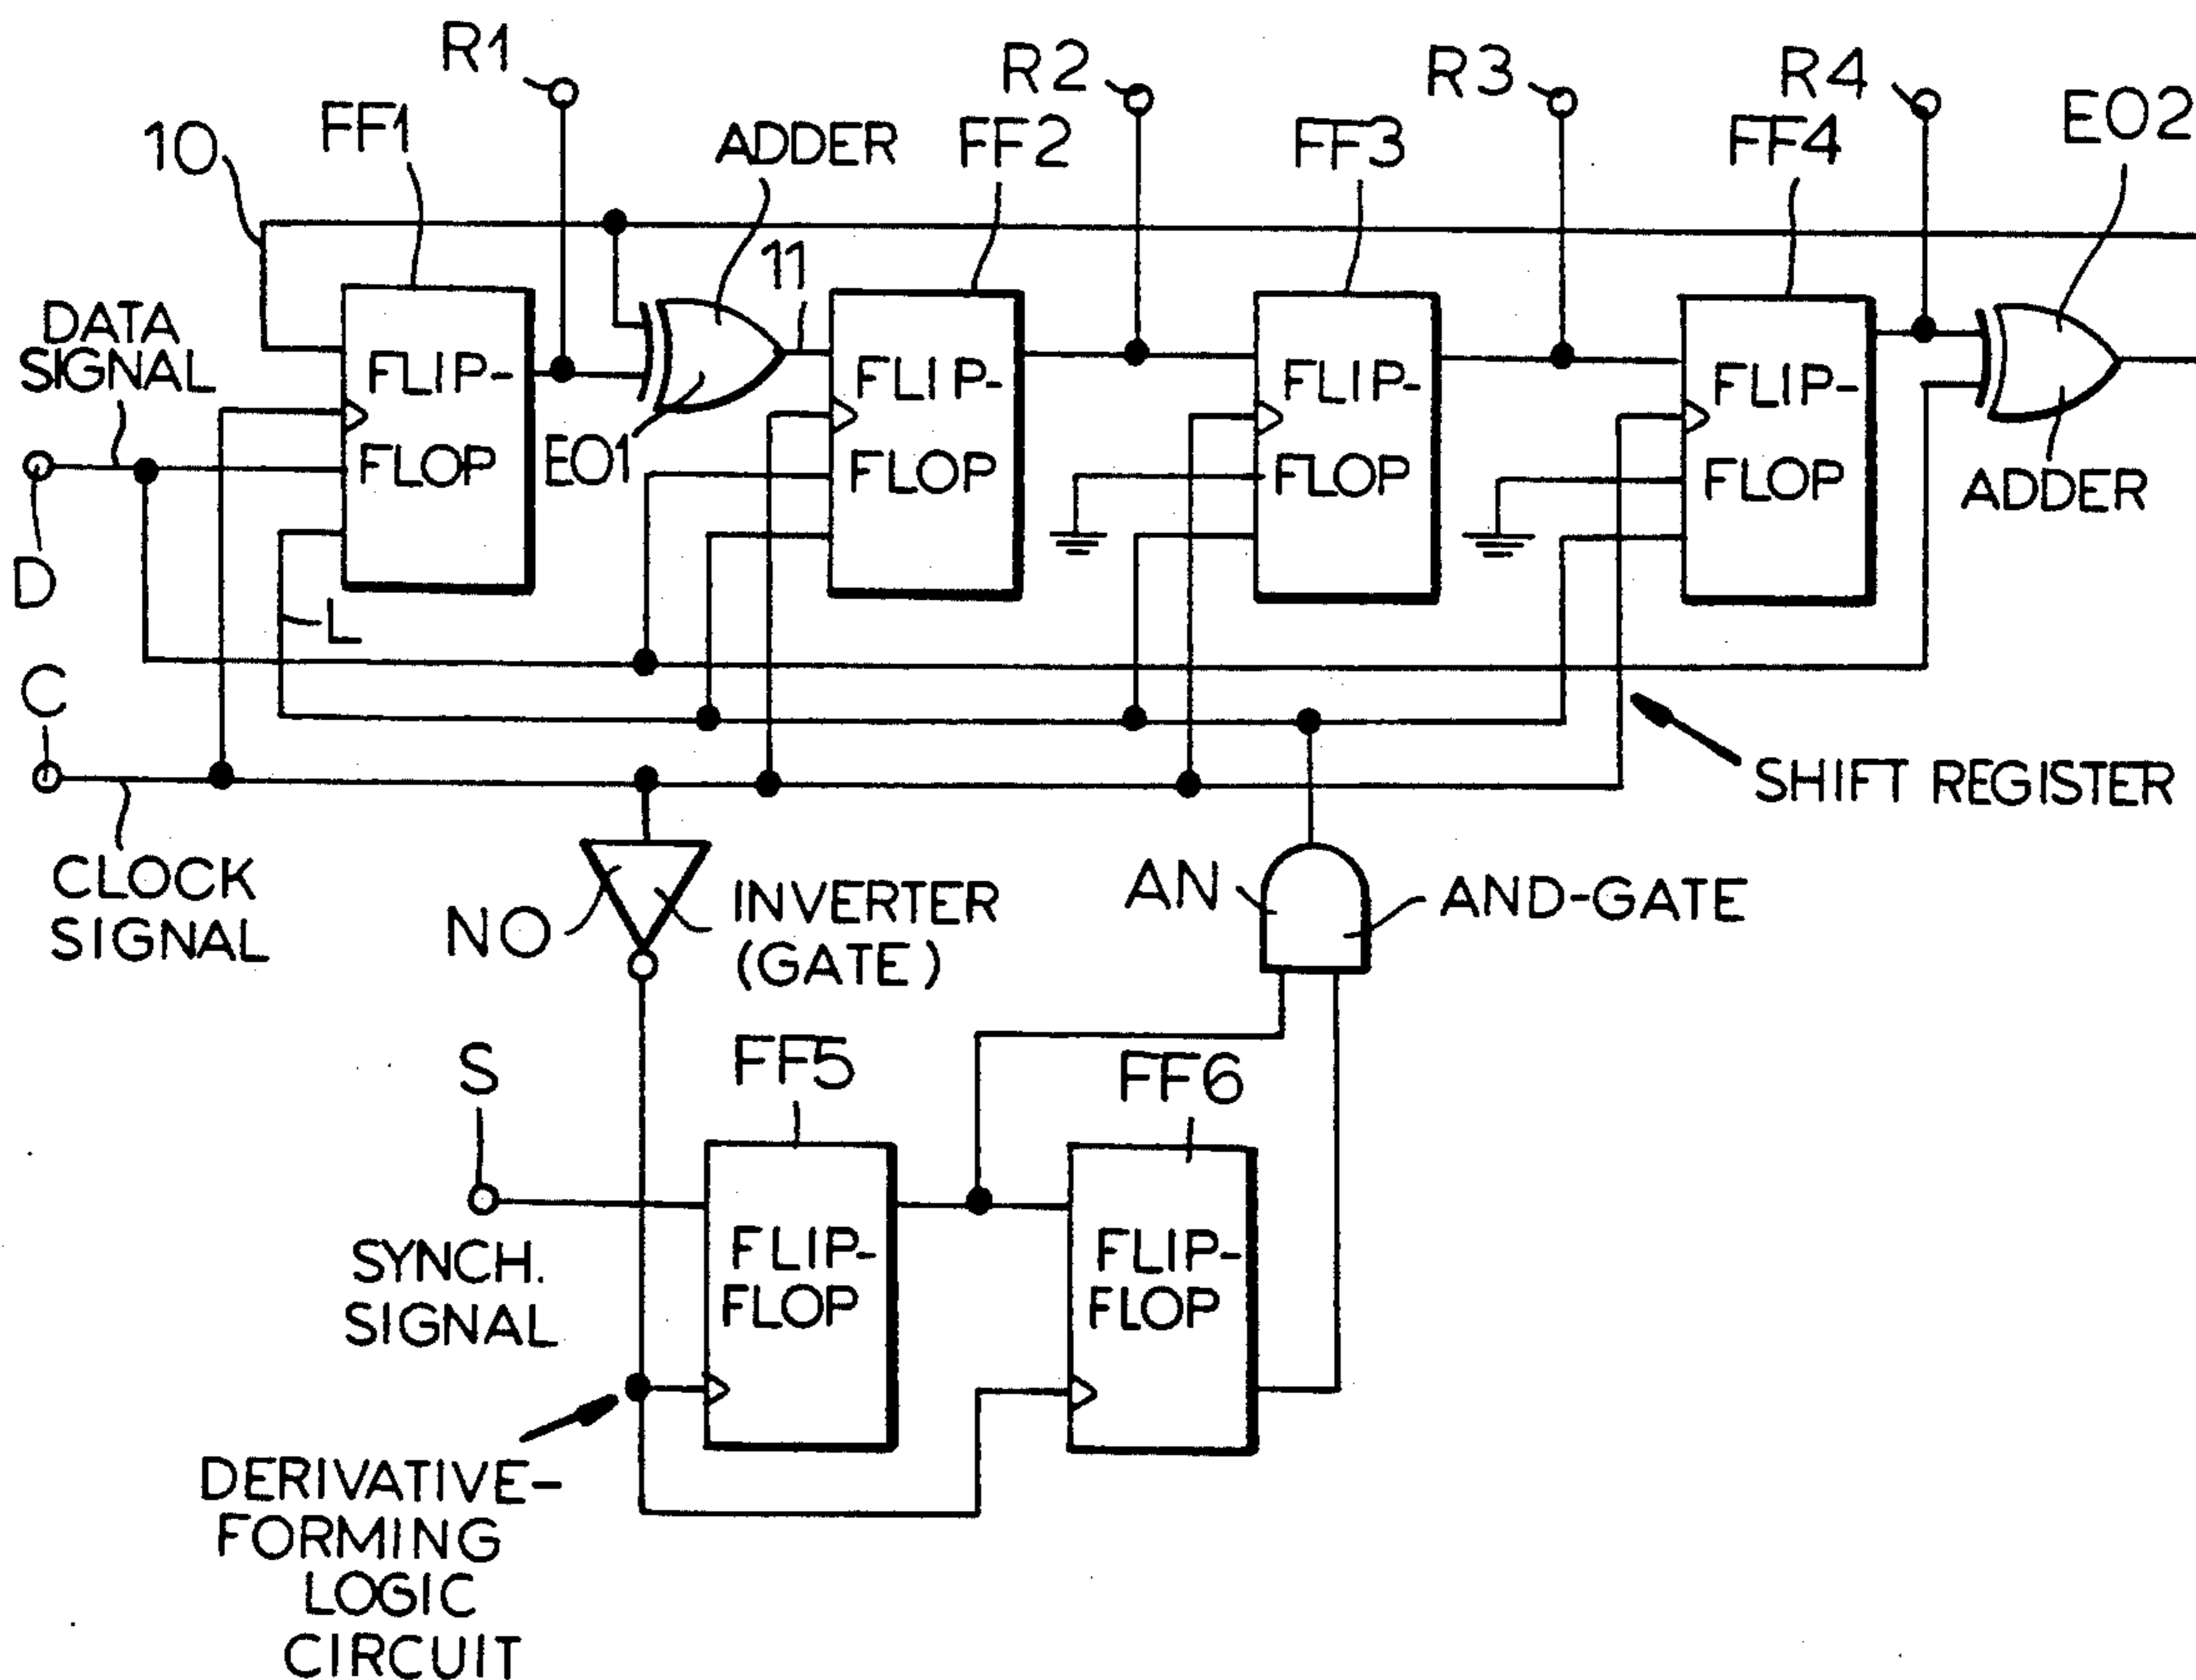 R1
R2
R3
R4
10
FF1
ADDER
FF2
FF3
FF4
EO2
11
DATA
SIGNAL
FLIP-
FLOP
EO1
FLIP-
FLOP
FLIP-
FLOP
FLIP-
FLOP
ADDER
D
L
C
SHIFT REGISTER
CLOCK
SIGNAL
NO
INVERTER
(GATE)
AN
AND-GATE
S
FF5
FF6
SYNCH.
SIGNAL
FLIP-
FLOP
FLIP-
FLOP
DERIVATIVE-
FORMING
LOGIC
CIRCUIT